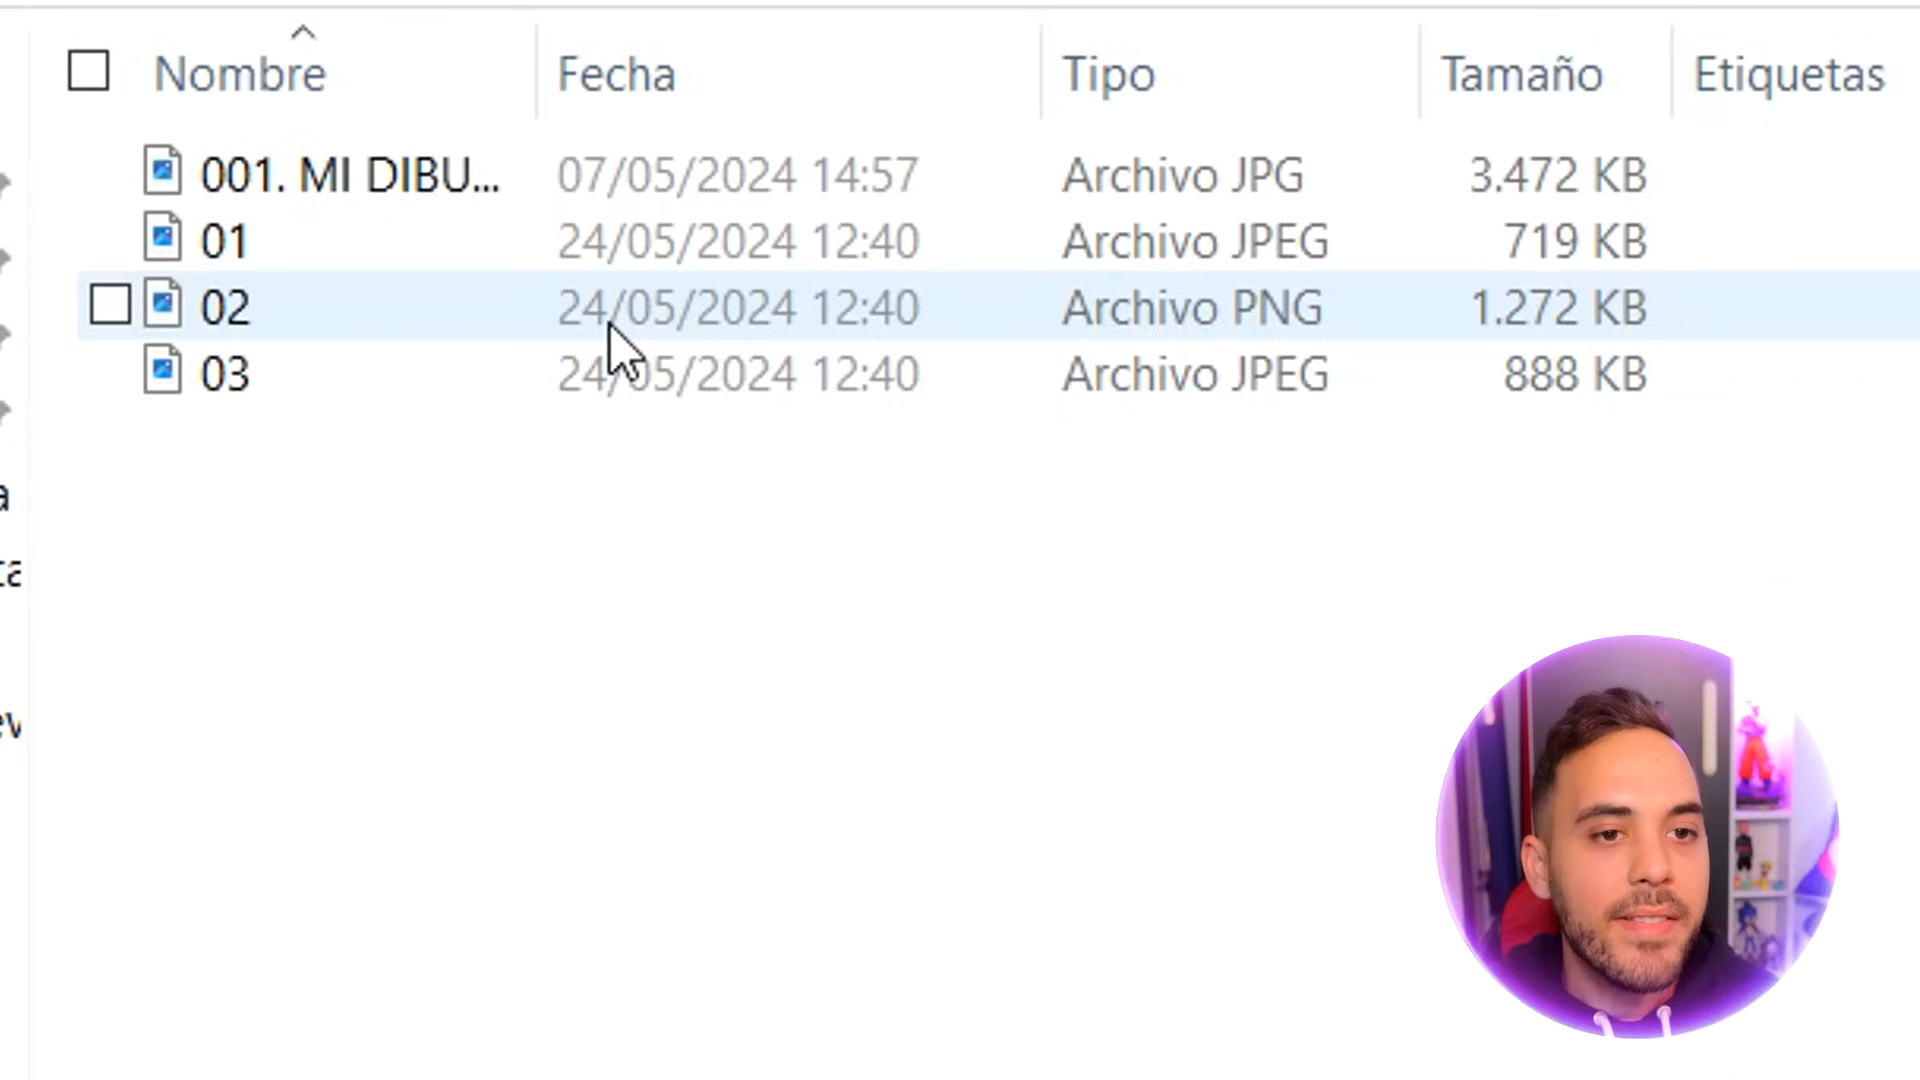 Nombre Fecha Tipo Tamaño Etiquetas
001. MI DIBU... 07/05/2024 14:57 Archivo JPG 3.472 KB
01 24/05/2024 12:40 Archivo JPEG 719 KB
02 24/05/2024 12:40 Archivo PNG 1.272 KB
03 24/05/2024 12:40 Archivo JPEG 888 KB
a
ta
ev